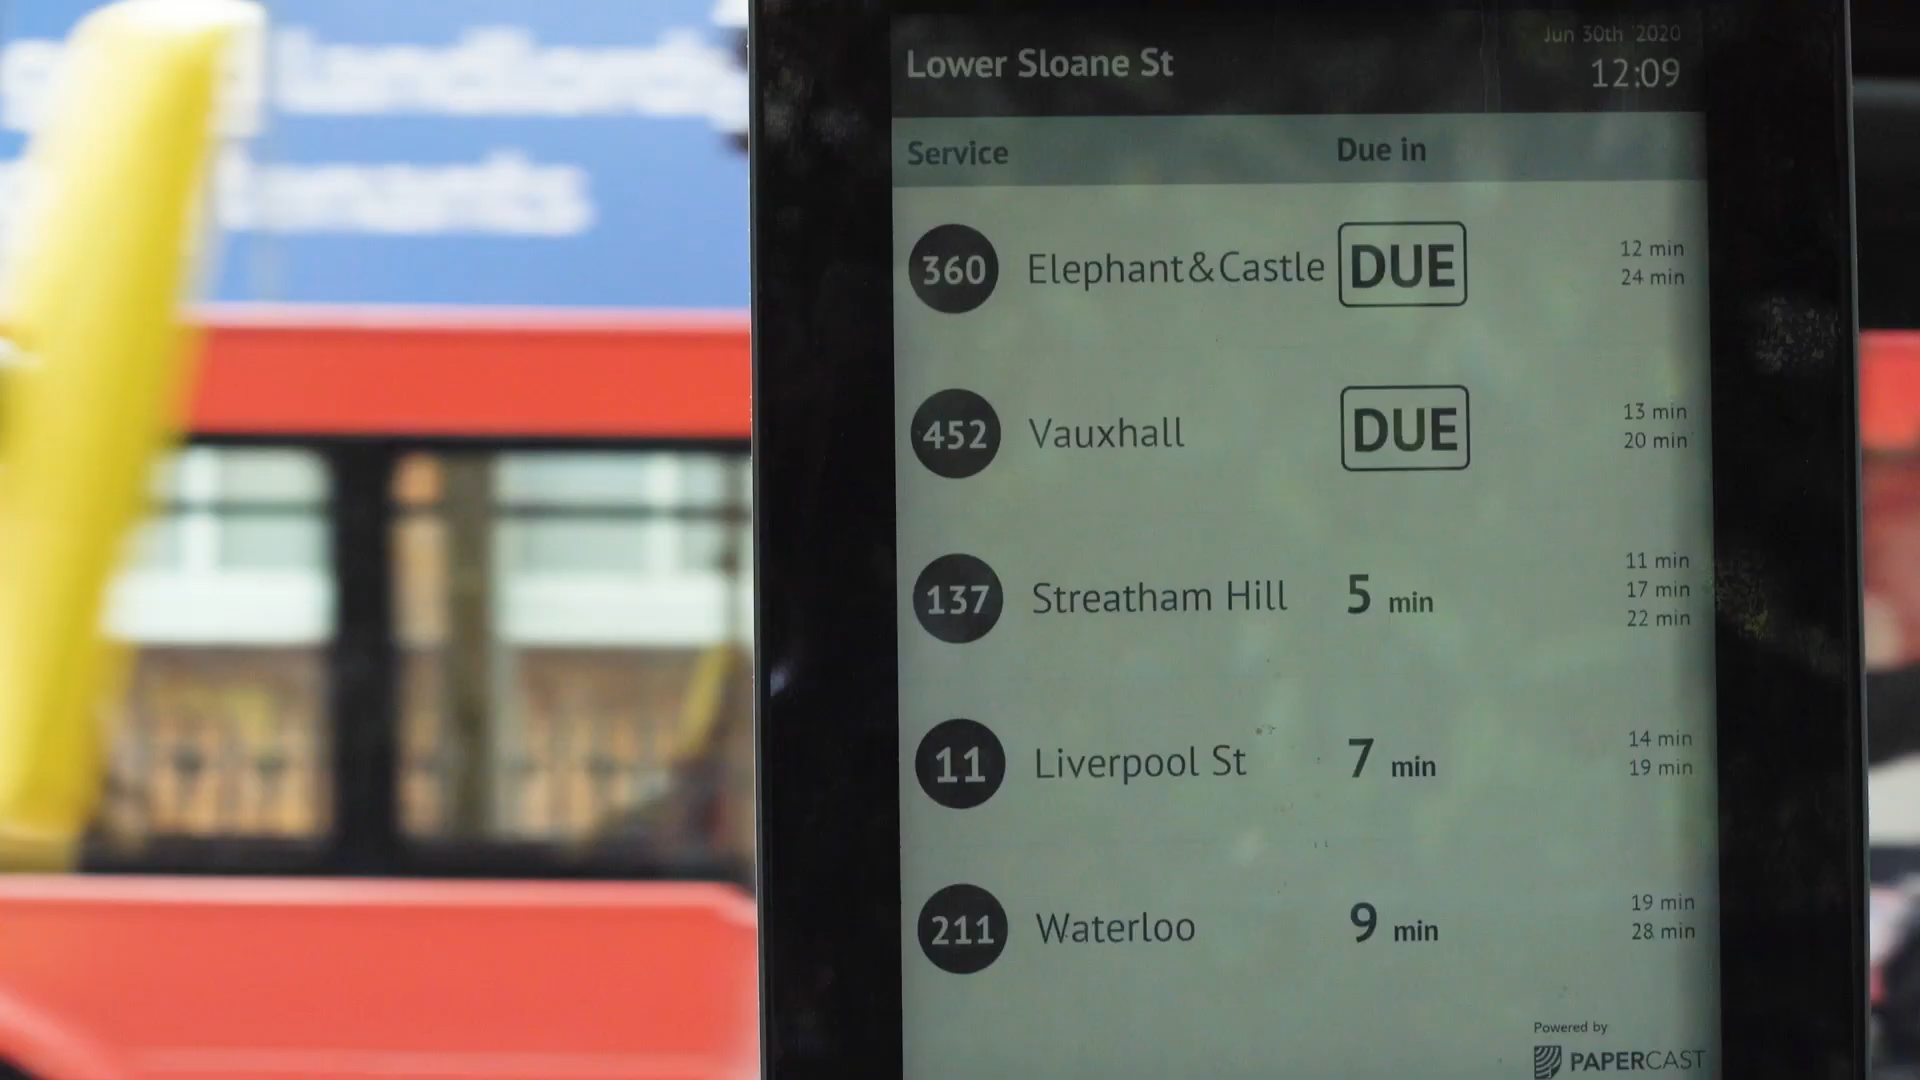 Lower Sloane St
Jun 30th 2020
12:09
Service Due in
360 Elephant&Castle DUE 12 min
24 min
452 Vauxhall DUE 13 min
20 min
137 Streatham Hill 5 min 11 min
17 min
22 min
11 Liverpool St 7 min 14 min
19 min
211 Waterloo 9 min 19 min
28 min
Powered by
PAPERCAST